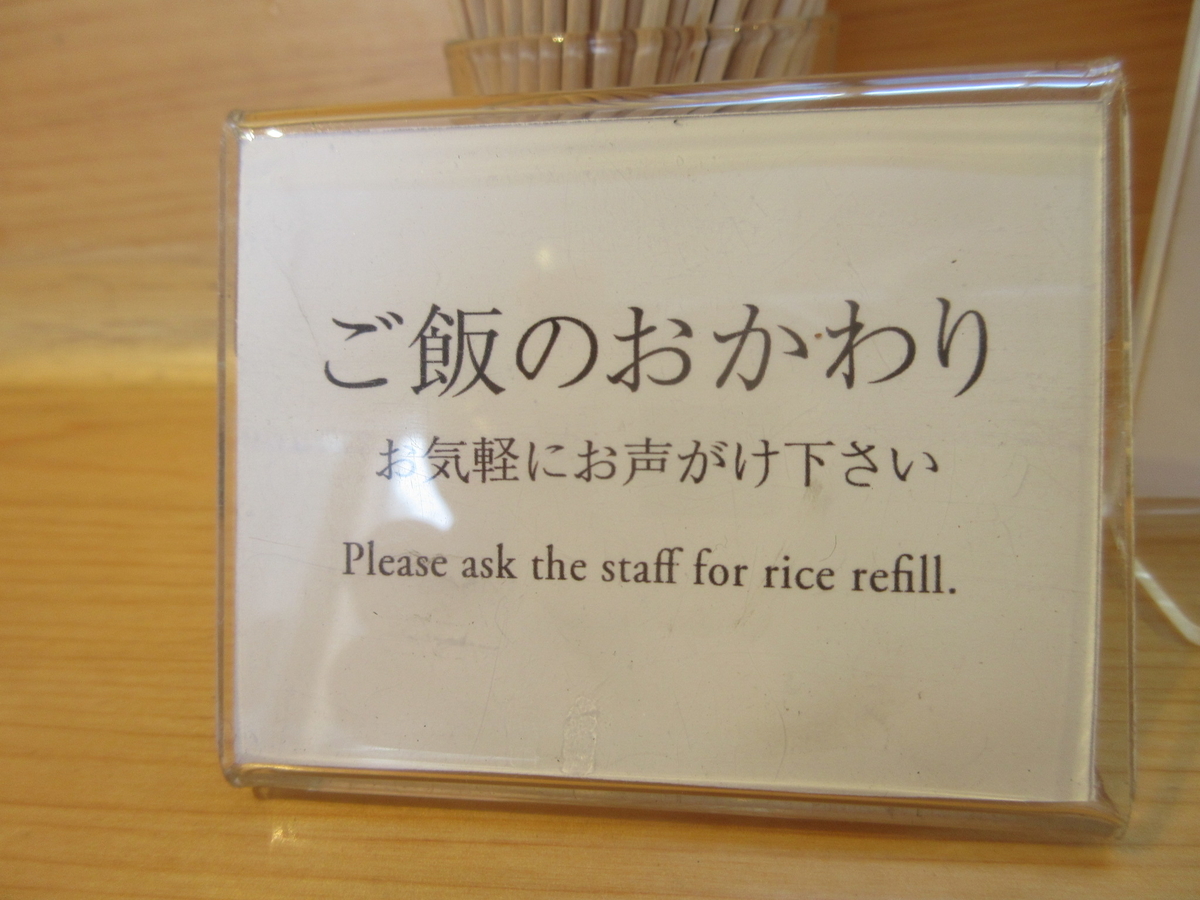 ご飯のおかわり
お気軽にお声がけ下さい
Please ask the staff for rice refill.